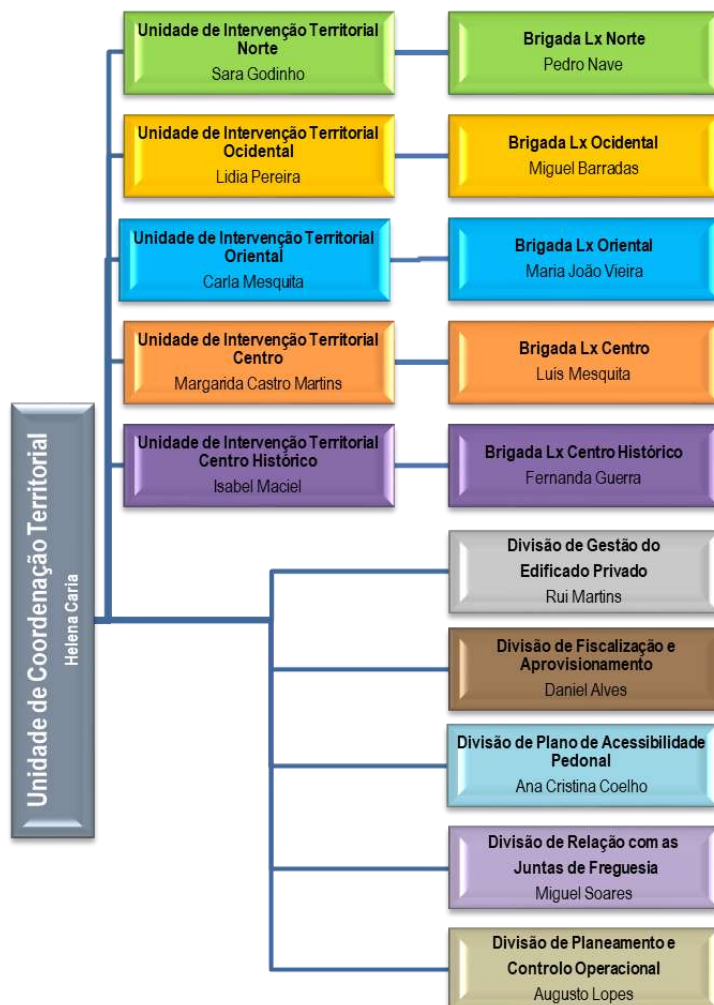 Unidade de Coordenação Territorial
Helena Caria
Unidade de Intervenção Territorial
Norte
Sara Godinho
Brigada Lx Norte
Pedro Nave
Unidade de Intervenção Territorial
Ocidental
Lidia Pereira
Brigada Lx Ocidental
Miguel Barradas
Unidade de Intervenção Territorial
Oriental
Carla Mesquita
Brigada Lx Oriental
Maria João Vieira
Unidade de Intervenção Territorial
Centro
Margarida Castro Martins
Brigada Lx Centro
Luís Mesquita
Unidade de Intervenção Territorial
Centro Histórico
Isabel Maciel
Brigada Lx Centro Histórico
Fernanda Guerra
Divisão de Gestão do
Edificado Privado
Rui Martins
Divisão de Fiscalização e
Aprovisionamento
Daniel Alves
Divisão de Plano de Acessibilidade
Pedonal
Ana Cristina Coelho
Divisão de Relação com as
Juntas de Freguesia
Miguel Soares
Divisão de Planeamento e
Controlo Operacional
Augusto Lopes